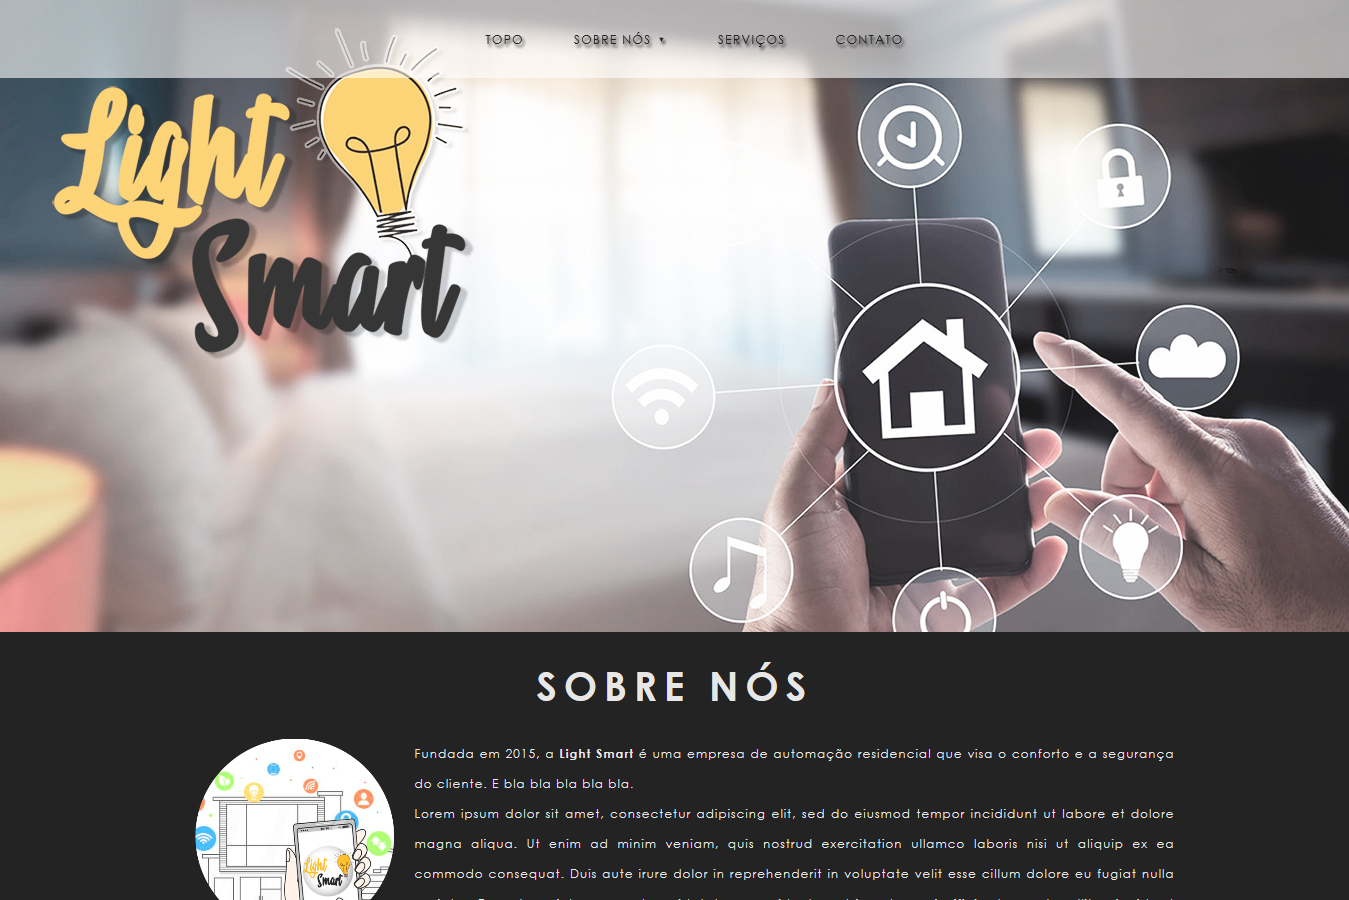 TOPO SOBRE NÓS ▼ SERVIÇOS CONTATO
Light
Smart
SOBRE NÓS
Fundada em 2015, a Light Smart é uma empresa de automação residencial que visa o conforto e a segurança
do cliente. E bla bla bla bla bla.
Lorem ipsum dolor sit amet, consectetur adipiscing elit, sed do eiusmod tempor incididunt ut labore et dolore
magna aliqua. Ut enim ad minim veniam, quis nostrud exercitation ullamco laboris nisi ut aliquip ex ea
commodo consequat. Duis aute irure dolor in reprehenderit in voluptate velit esse cillum dolore eu fugiat nulla
Light
Smart